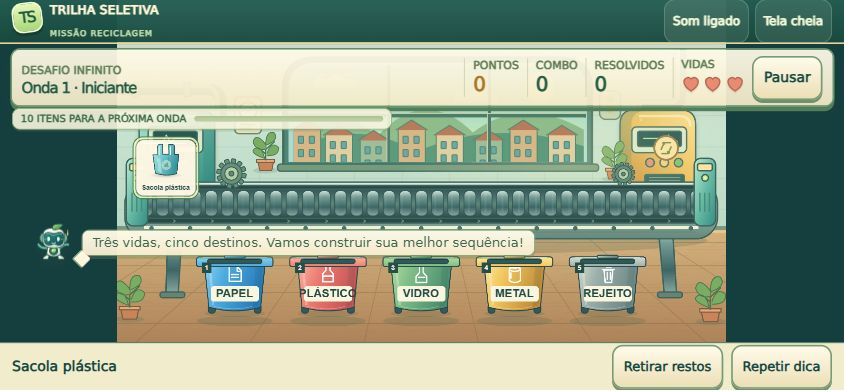 TS
TRILHA SELETIVA
MISSÃO RECICLAGEM
Som ligado
Tela cheia
DESAFIO INFINITO
Onda 1 · Iniciante
PONTOS
0
COMBO
0
RESOLVIDOS
0
VIDAS
Pausar
10 ITENS PARA A PRÓXIMA ONDA
Sacola plástica
Três vidas, cinco destinos. Vamos construir sua melhor sequência!
1
PAPEL
2
PLÁSTICO
3
VIDRO
4
METAL
5
REJEITO
Sacola plástica
Retirar restos
Repetir dica